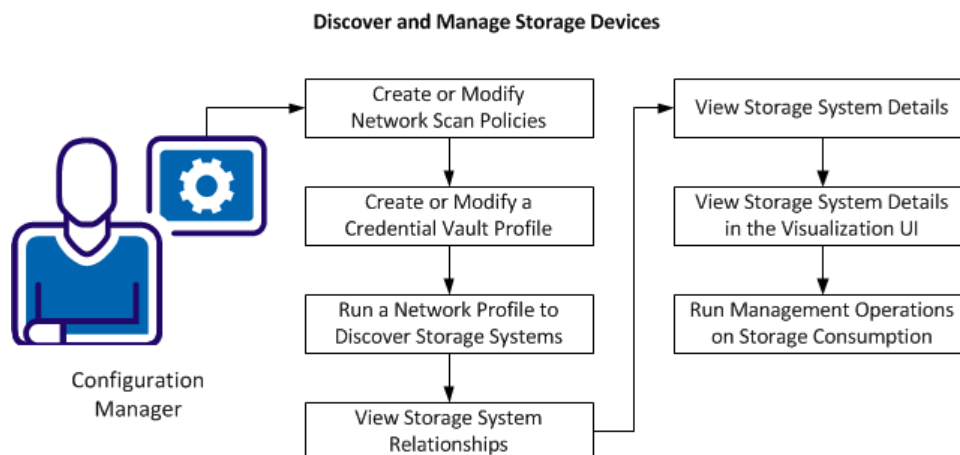 Discover and Manage Storage Devices
Create or Modify
Network Scan Policies
Create or Modify a
Credential Vault Profile
Run a Network Profile to
Discover Storage Systems
View Storage System
Relationships
View Storage System Details
View Storage System Details
in the Visualization UI
Run Management Operations
on Storage Consumption
Configuration
Manager